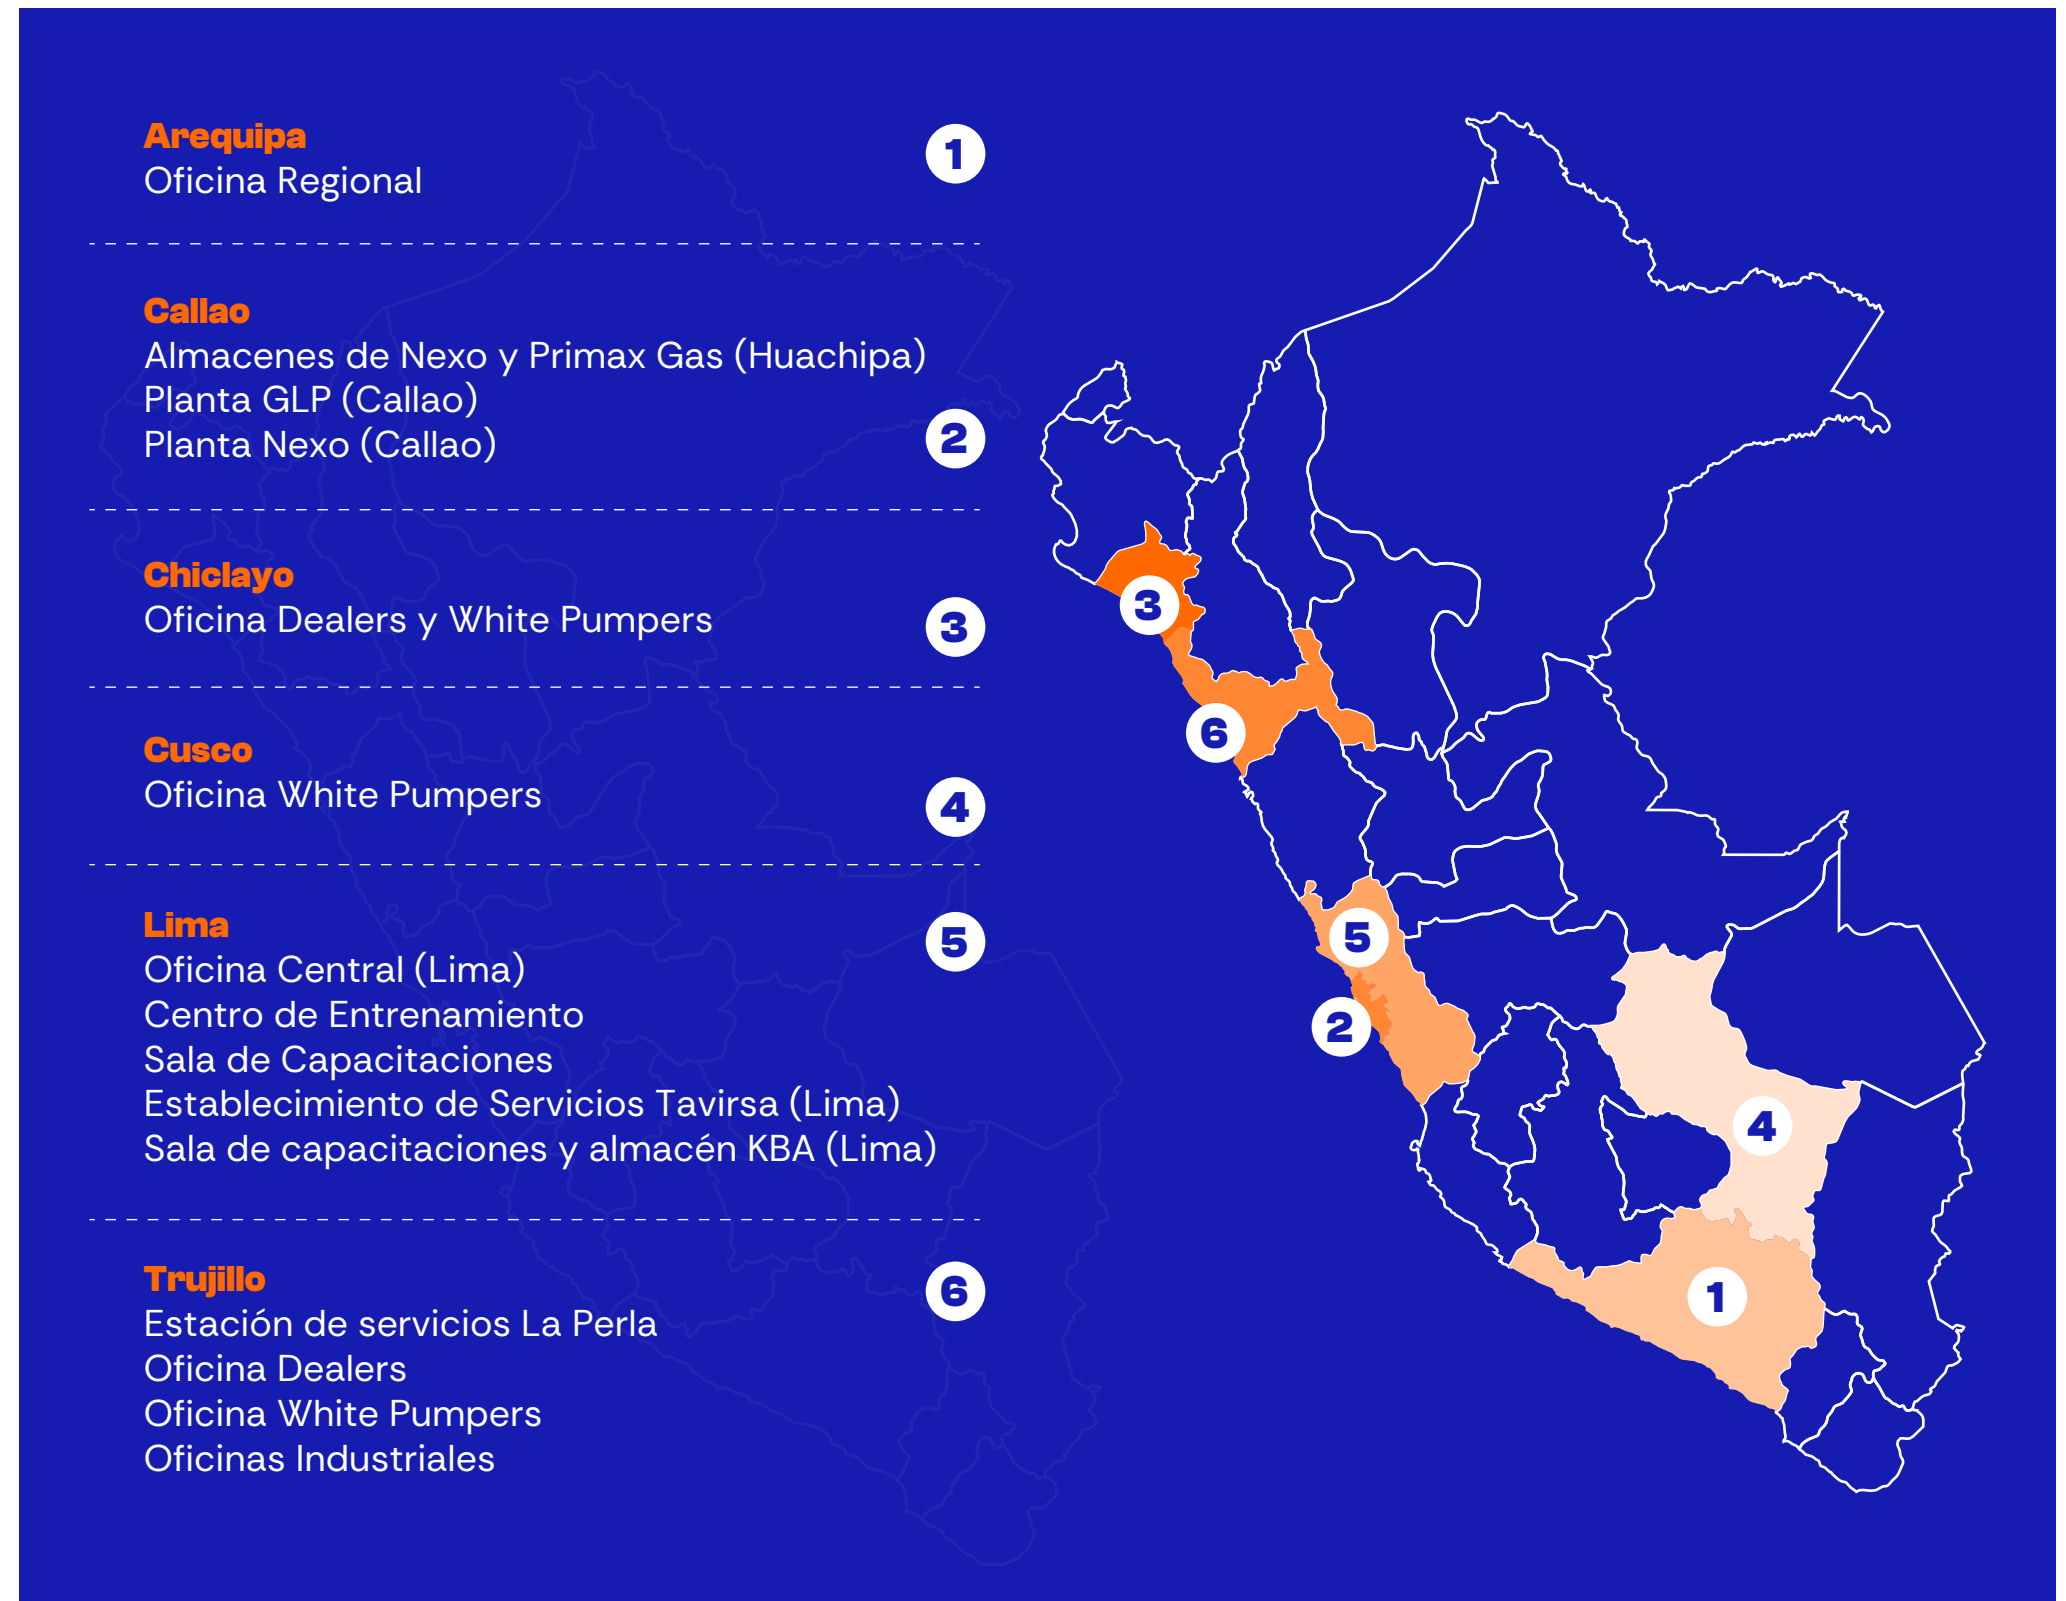 Arequipa
Oficina Regional
1
Callao
Almacenes de Nexo y Primax Gas (Huachipa)
Planta GLP (Callao)
Planta Nexo (Callao)
2
Chiclayo
Oficina Dealers y White Pumpers
3
Cusco
Oficina White Pumpers
4
Lima
5
Oficina Central (Lima)
Centro de Entrenamiento
Sala de Capacitaciones
Establecimiento de Servicios Tavirsa (Lima)
Sala de capacitaciones y almacén KBA (Lima)
Trujillo
6
Estación de servicios La Perla
Oficina Dealers
Oficina White Pumpers
Oficinas Industriales
3
6
5
2
4
1